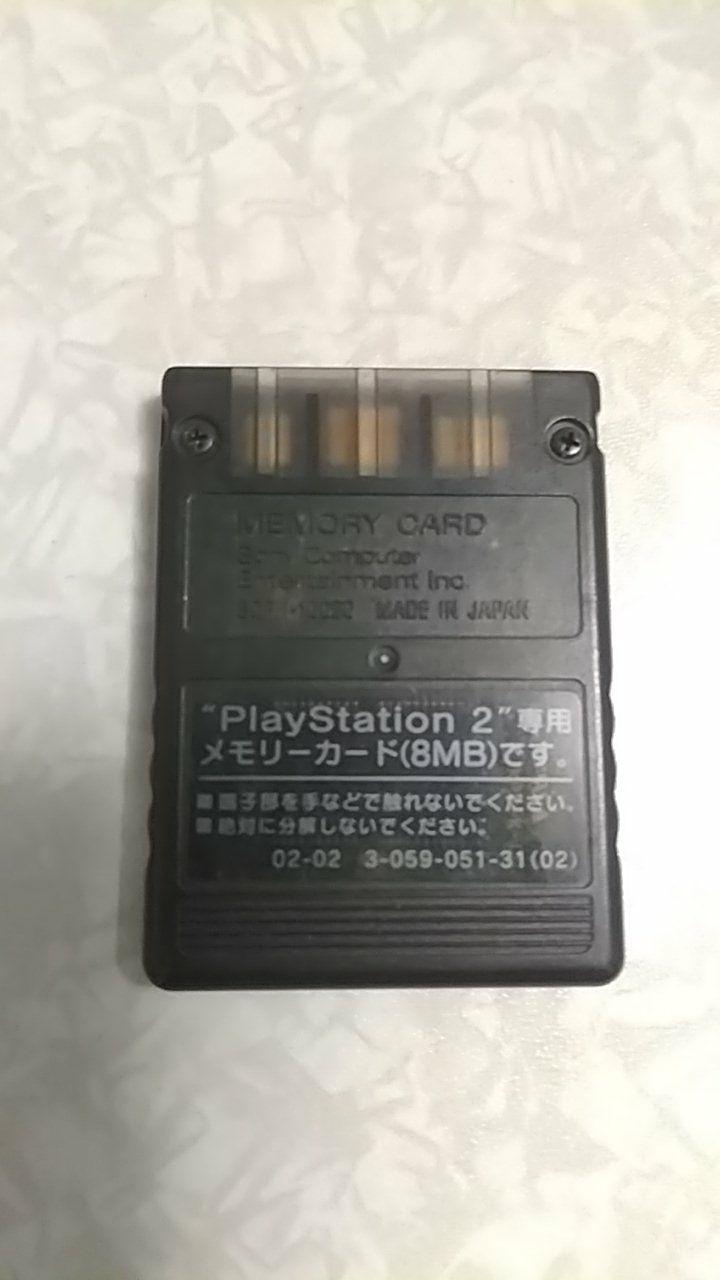 MEMORY CARD
Sony Computer
Entertainment Inc.
MADE IN JAPAN
“PlayStation 2”専用
メモリーカード(8MB)です。
■ 端子部を手などで触れないでください。
■ 絶対に分解しないでください。
02-02 3-059-051-31(02)